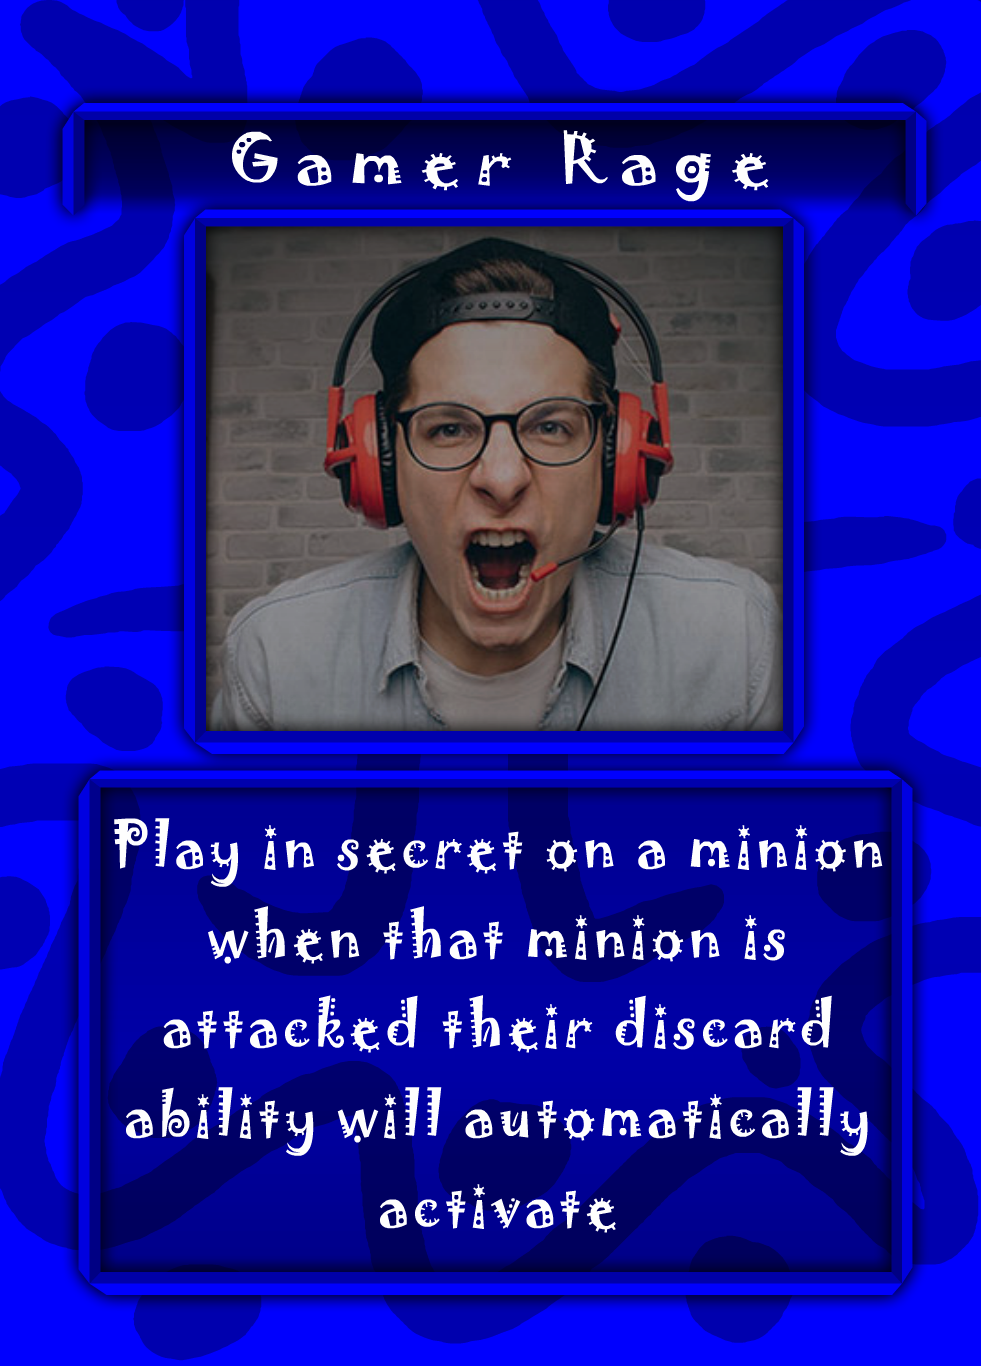 Gamer Rage
Play in secret on a minion
when that minion is
attacked their discard
ability will automatically
activate